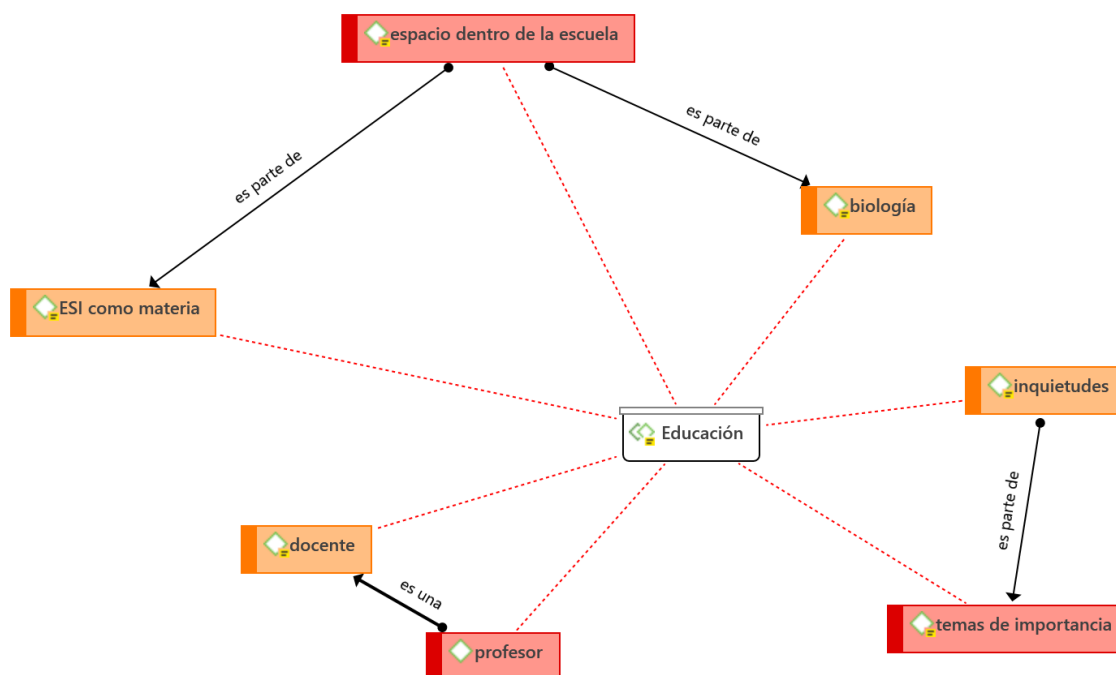 espacio dentro de la escuela
es parte de
es parte de
biología
ESI como materia
inquietudes
Educación
es parte de
docente
es una
temas de importancia
profesor